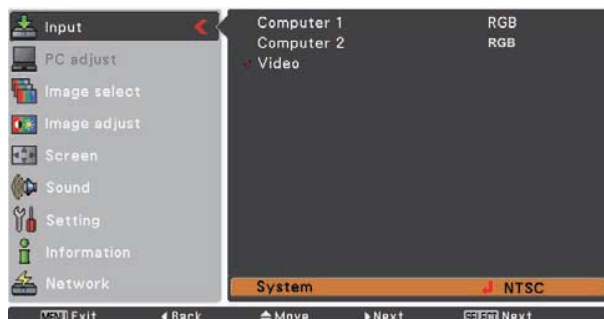 Input
PC adjust
Image select
Image adjust
Screen
Sound
Setting
Information
Network
Computer 1 RGB
Computer 2 RGB
Video
System NTSC
MENU Exit ◀ Back Move ▶ Next SELECT Next